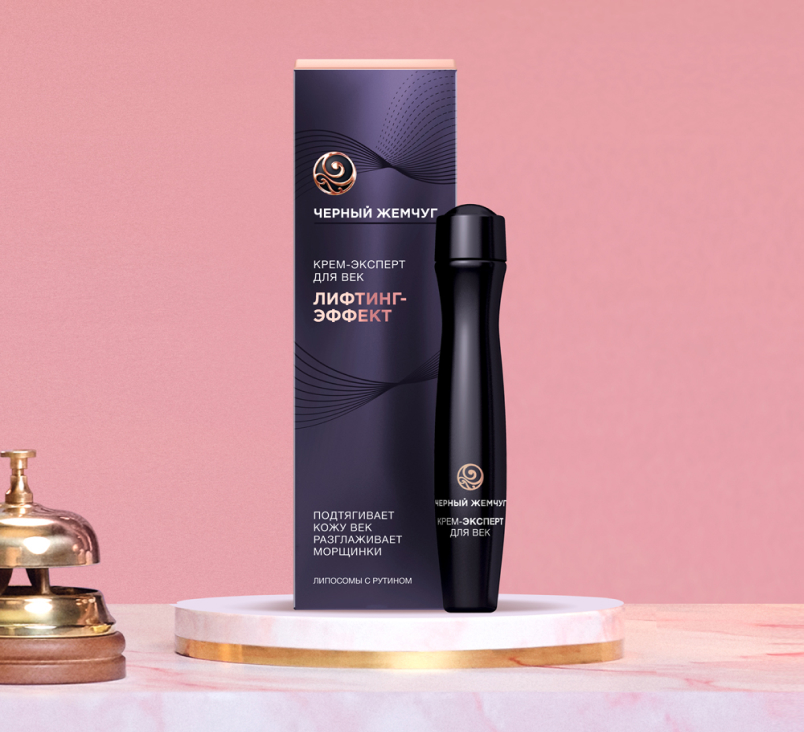 ЧЕРНЫЙ ЖЕМЧУГ
КРЕМ-ЭКСПЕРТ
ДЛЯ ВЕК
ЛИФТИНГ-
ЭФФЕКТ
ПОДТЯГИВАЕТ
КОЖУ ВЕК
РАЗГЛАЖИВАЕТ
МОРЩИНКИ
ЛИПОСОМЫ С РУТИНОМ
ЧЕРНЫЙ ЖЕМЧУГ
КРЕМ-ЭКСПЕРТ
ДЛЯ ВЕК